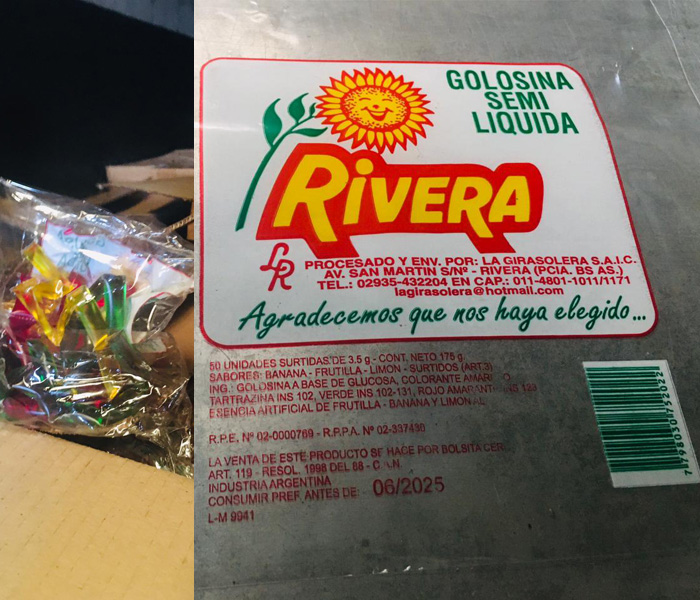 GOLOSINA
SEMI
LIQUIDA
RIVERA
LR
PROCESADO Y ENV. POR: LA GIRASOLERA S.A.I.C.
AV. SAN MARTIN S/Nº - RIVERA (PCIA. BS AS.)
TEL.: 02935-432204 EN CAP.: 011-4801-1011/1171
lagirasolera@hotmail.com
Agradecemos que nos haya elegido...
50 UNIDADES SURTIDAS DE 3.5 g - CONT. NETO 175 g.
SABORES: BANANA - FRUTILLA - LIMON - SURTIDOS (ART.3)
ING.: GOLOSINA A BASE DE GLUCOSA, COLORANTE
TARTRAZINA INS 102, VERDE INS 102-131, ROJO INS 123
ESENCIA ARTIFICIAL DE FRUTILLA - BANANA Y LIMON
R.P.E. Nº 02-0000769 - R.P.P.A. Nº 02-337430
LA VENTA DE ESTE PRODUCTO SE HACE POR BOLSITA
ART. 119 - RESOL. 1998 DEL 88 -
INDUSTRIA ARGENTINA
CONSUMIR PREF. ANTES DE: 06/2025
L-M 9041
7798030732022